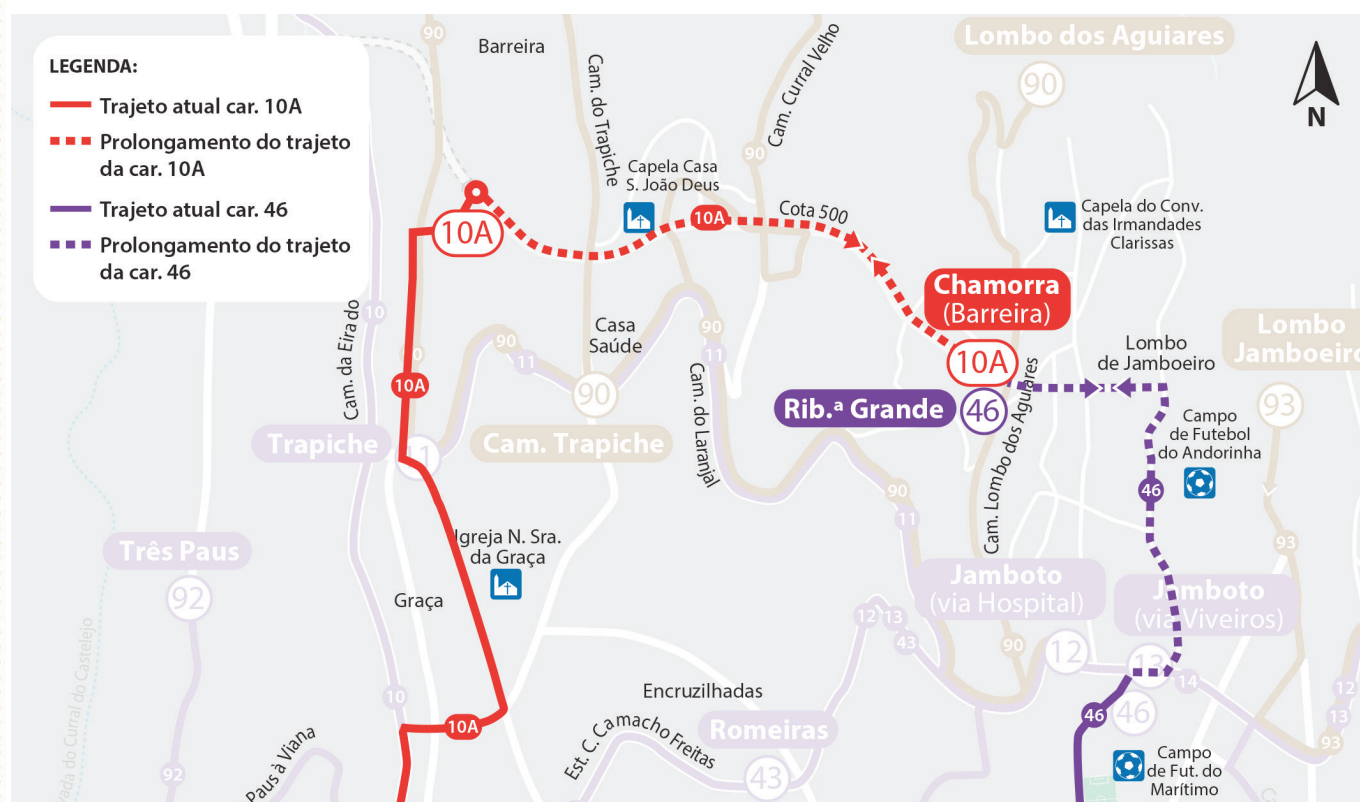 LEGENDA:
Trajeto atual car. 10A
Prolongamento do trajeto
da car. 10A
Trajeto atual car. 46
Prolongamento do trajeto
da car. 46
90
Barreira
Cam. do Trapiche
Cam. Curral Velho
Lombo dos Aguiares
90
N
90
90
Capela Casa
S. João Deus
10A
10A
Cota 500
Capela do Conv.
das Irmandades
Clarissas
Chamorra
(Barreira)
10A
Rib.ª Grande
46
Cam. Lombo dos Aguiares
Lombo
de Jamboeiro
Lombo
Jamboeiro
93
Cam. da Eirado
10
90
10A
90
11
Casa
Saúde
90
90
11
Cam. do Laranjal
Trapiche
11
Cam. Trapiche
Campo
de Futebol
do Andorinha
46
90
11
93
Três Paus
92
Igreja N. Sra.
da Graça
Graça
Jamboto
(via Hospital)
Jamboto
(via Viveiros)
12
13
43
90
12
13
14
10
10A
Encruzilhadas
Romeiras
43
Est. C. Camacho Freitas
46
46
12
13
93
Campo
de Fut. do
Marítimo
92
Paus à Viana
vada do Curral do Castelejo